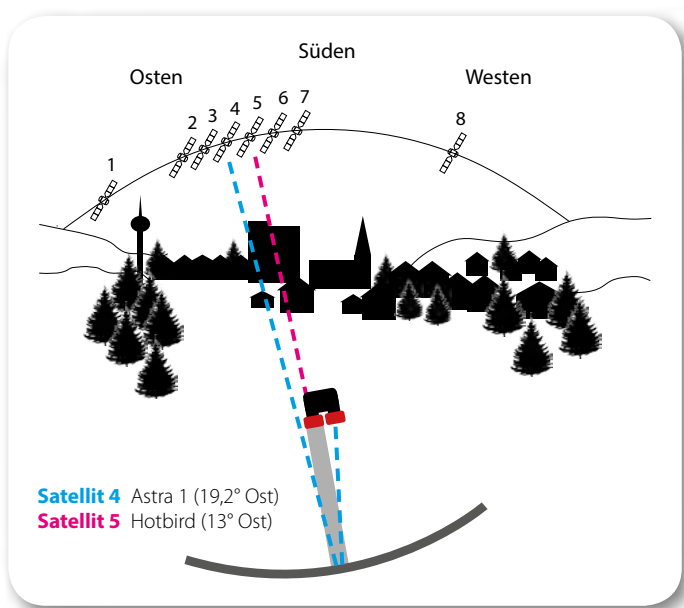 Süden
Osten
Westen
1
2
3
4
5
6
7
8
Satellit 4 Astra 1 (19,2° Ost)
Satellit 5 Hotbird (13° Ost)